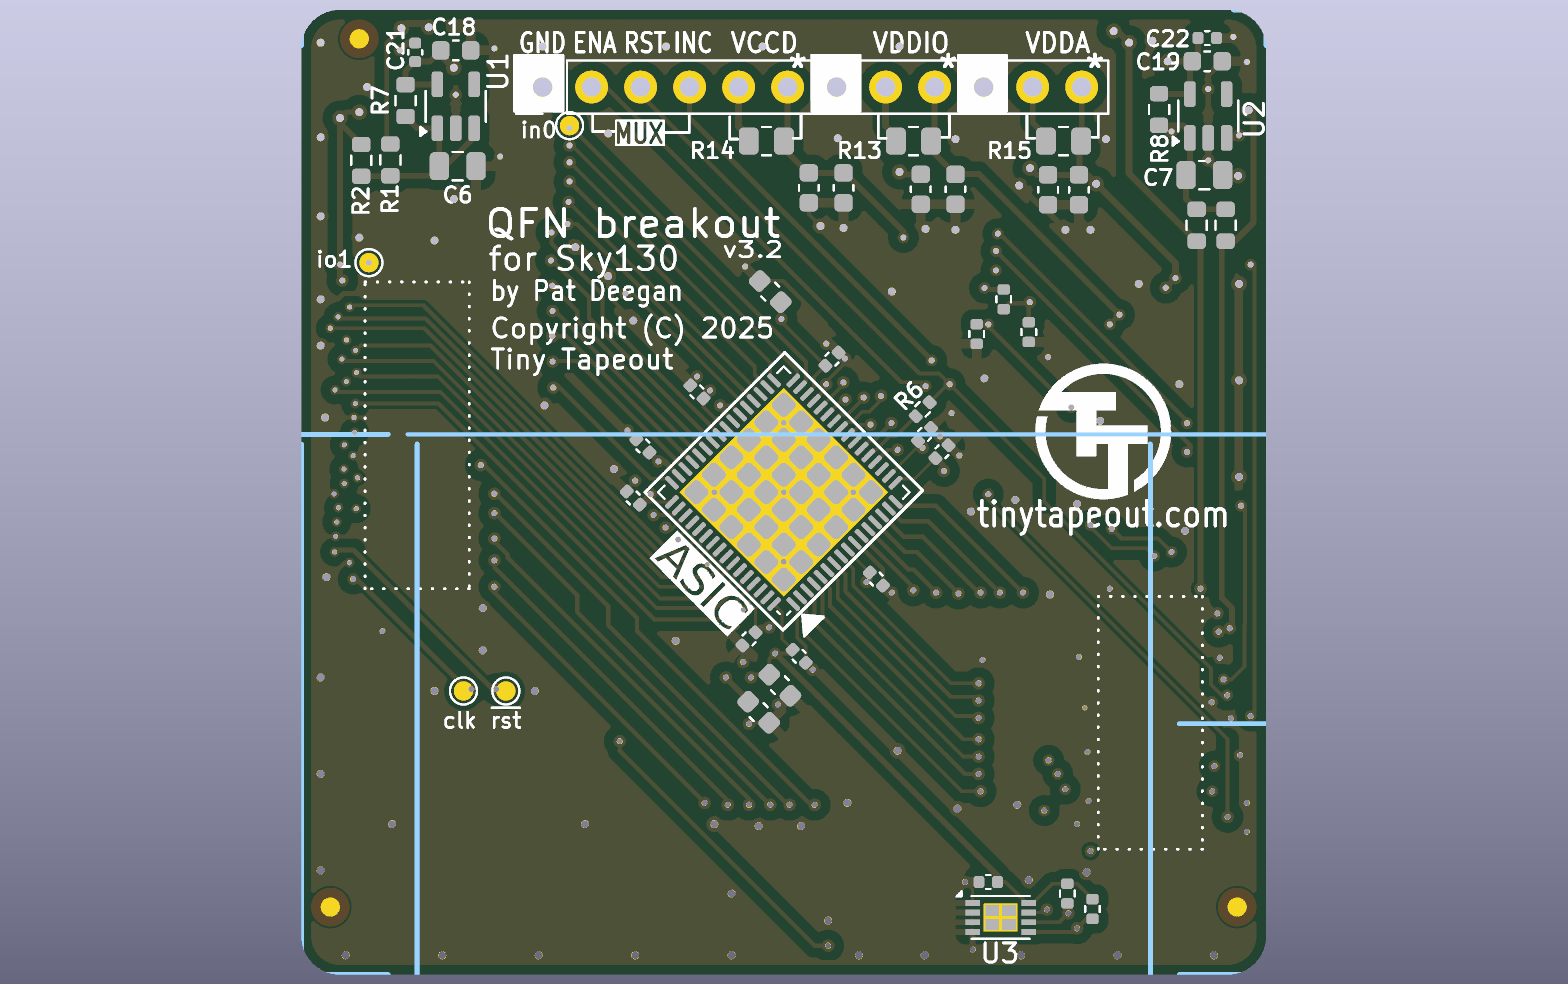 C18
C21
U1
R7
R2
R1
C6
GND ENA RST INC VCCD VDDIO VDDA
* * *
in0
MUX
R14
R13
R15
C22
C19
U2
R8
C7
QFN breakout
for Sky130
v3.2
by Pat Deegan
Copyright (C) 2025
Tiny Tapeout
io1
R6
TT
tinytapeout.com
ASIC
clk
rst
U3